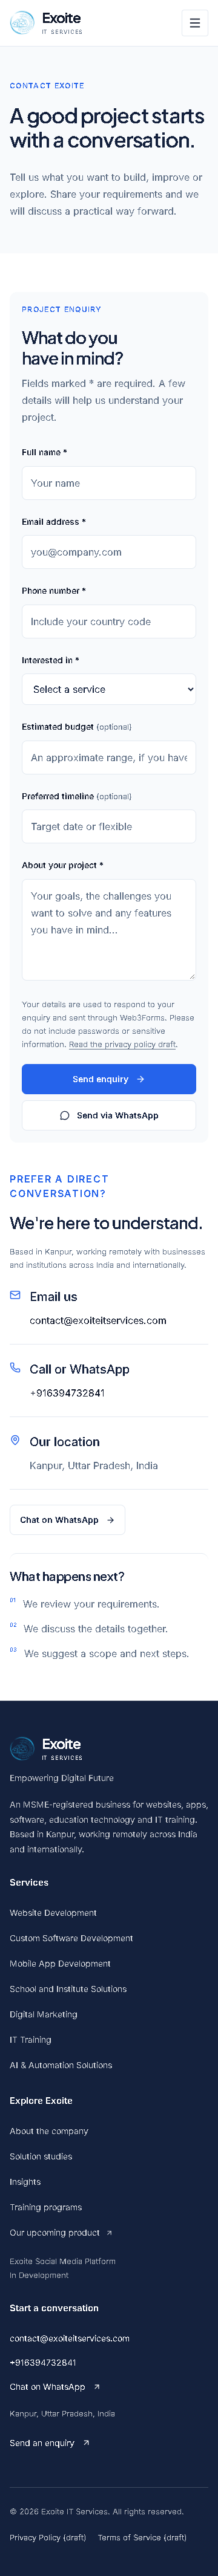 Exoite
IT SERVICES
CONTACT EXOITE
A good project starts
with a conversation.
Tell us what you want to build, improve or
explore. Share your requirements and we
will discuss a practical way forward.
PROJECT ENQUIRY
What do you
have in mind?
Fields marked * are required. A few
details will help us understand your
project.
Full name *
Your name
Email address *
you@company.com
Phone number *
Include your country code
Interested in *
Select a service
Estimated budget (optional)
An approximate range, if you have
Preferred timeline (optional)
Target date or flexible
About your project *
Your goals, the challenges you
want to solve and any features
you have in mind...
Your details are used to respond to your
enquiry and sent through Web3Forms. Please
do not include passwords or sensitive
information. Read the privacy policy draft.
Send enquiry →
Send via WhatsApp
PREFER A DIRECT
CONVERSATION?
We're here to understand.
Based in Kanpur, working remotely with businesses
and institutions across India and internationally.
Email us
contact@exoiteitservices.com
Call or WhatsApp
+916394732841
Our location
Kanpur, Uttar Pradesh, India
Chat on WhatsApp →
What happens next?
01 We review your requirements.
02 We discuss the details together.
03 We suggest a scope and next steps.
Exoite
IT SERVICES
Empowering Digital Future
An MSME-registered business for websites, apps,
software, education technology and IT training.
Based in Kanpur, working remotely across India
and internationally.
Services
Website Development
Custom Software Development
Mobile App Development
School and Institute Solutions
Digital Marketing
IT Training
AI & Automation Solutions
Explore Exoite
About the company
Solution studies
Insights
Training programs
Our upcoming product ↗
Exoite Social Media Platform
In Development
Start a conversation
contact@exoiteitservices.com
+916394732841
Chat on WhatsApp ↗
Kanpur, Uttar Pradesh, India
Send an enquiry ↗
© 2026 Exoite IT Services. All rights reserved.
Privacy Policy (draft) Terms of Service (draft)